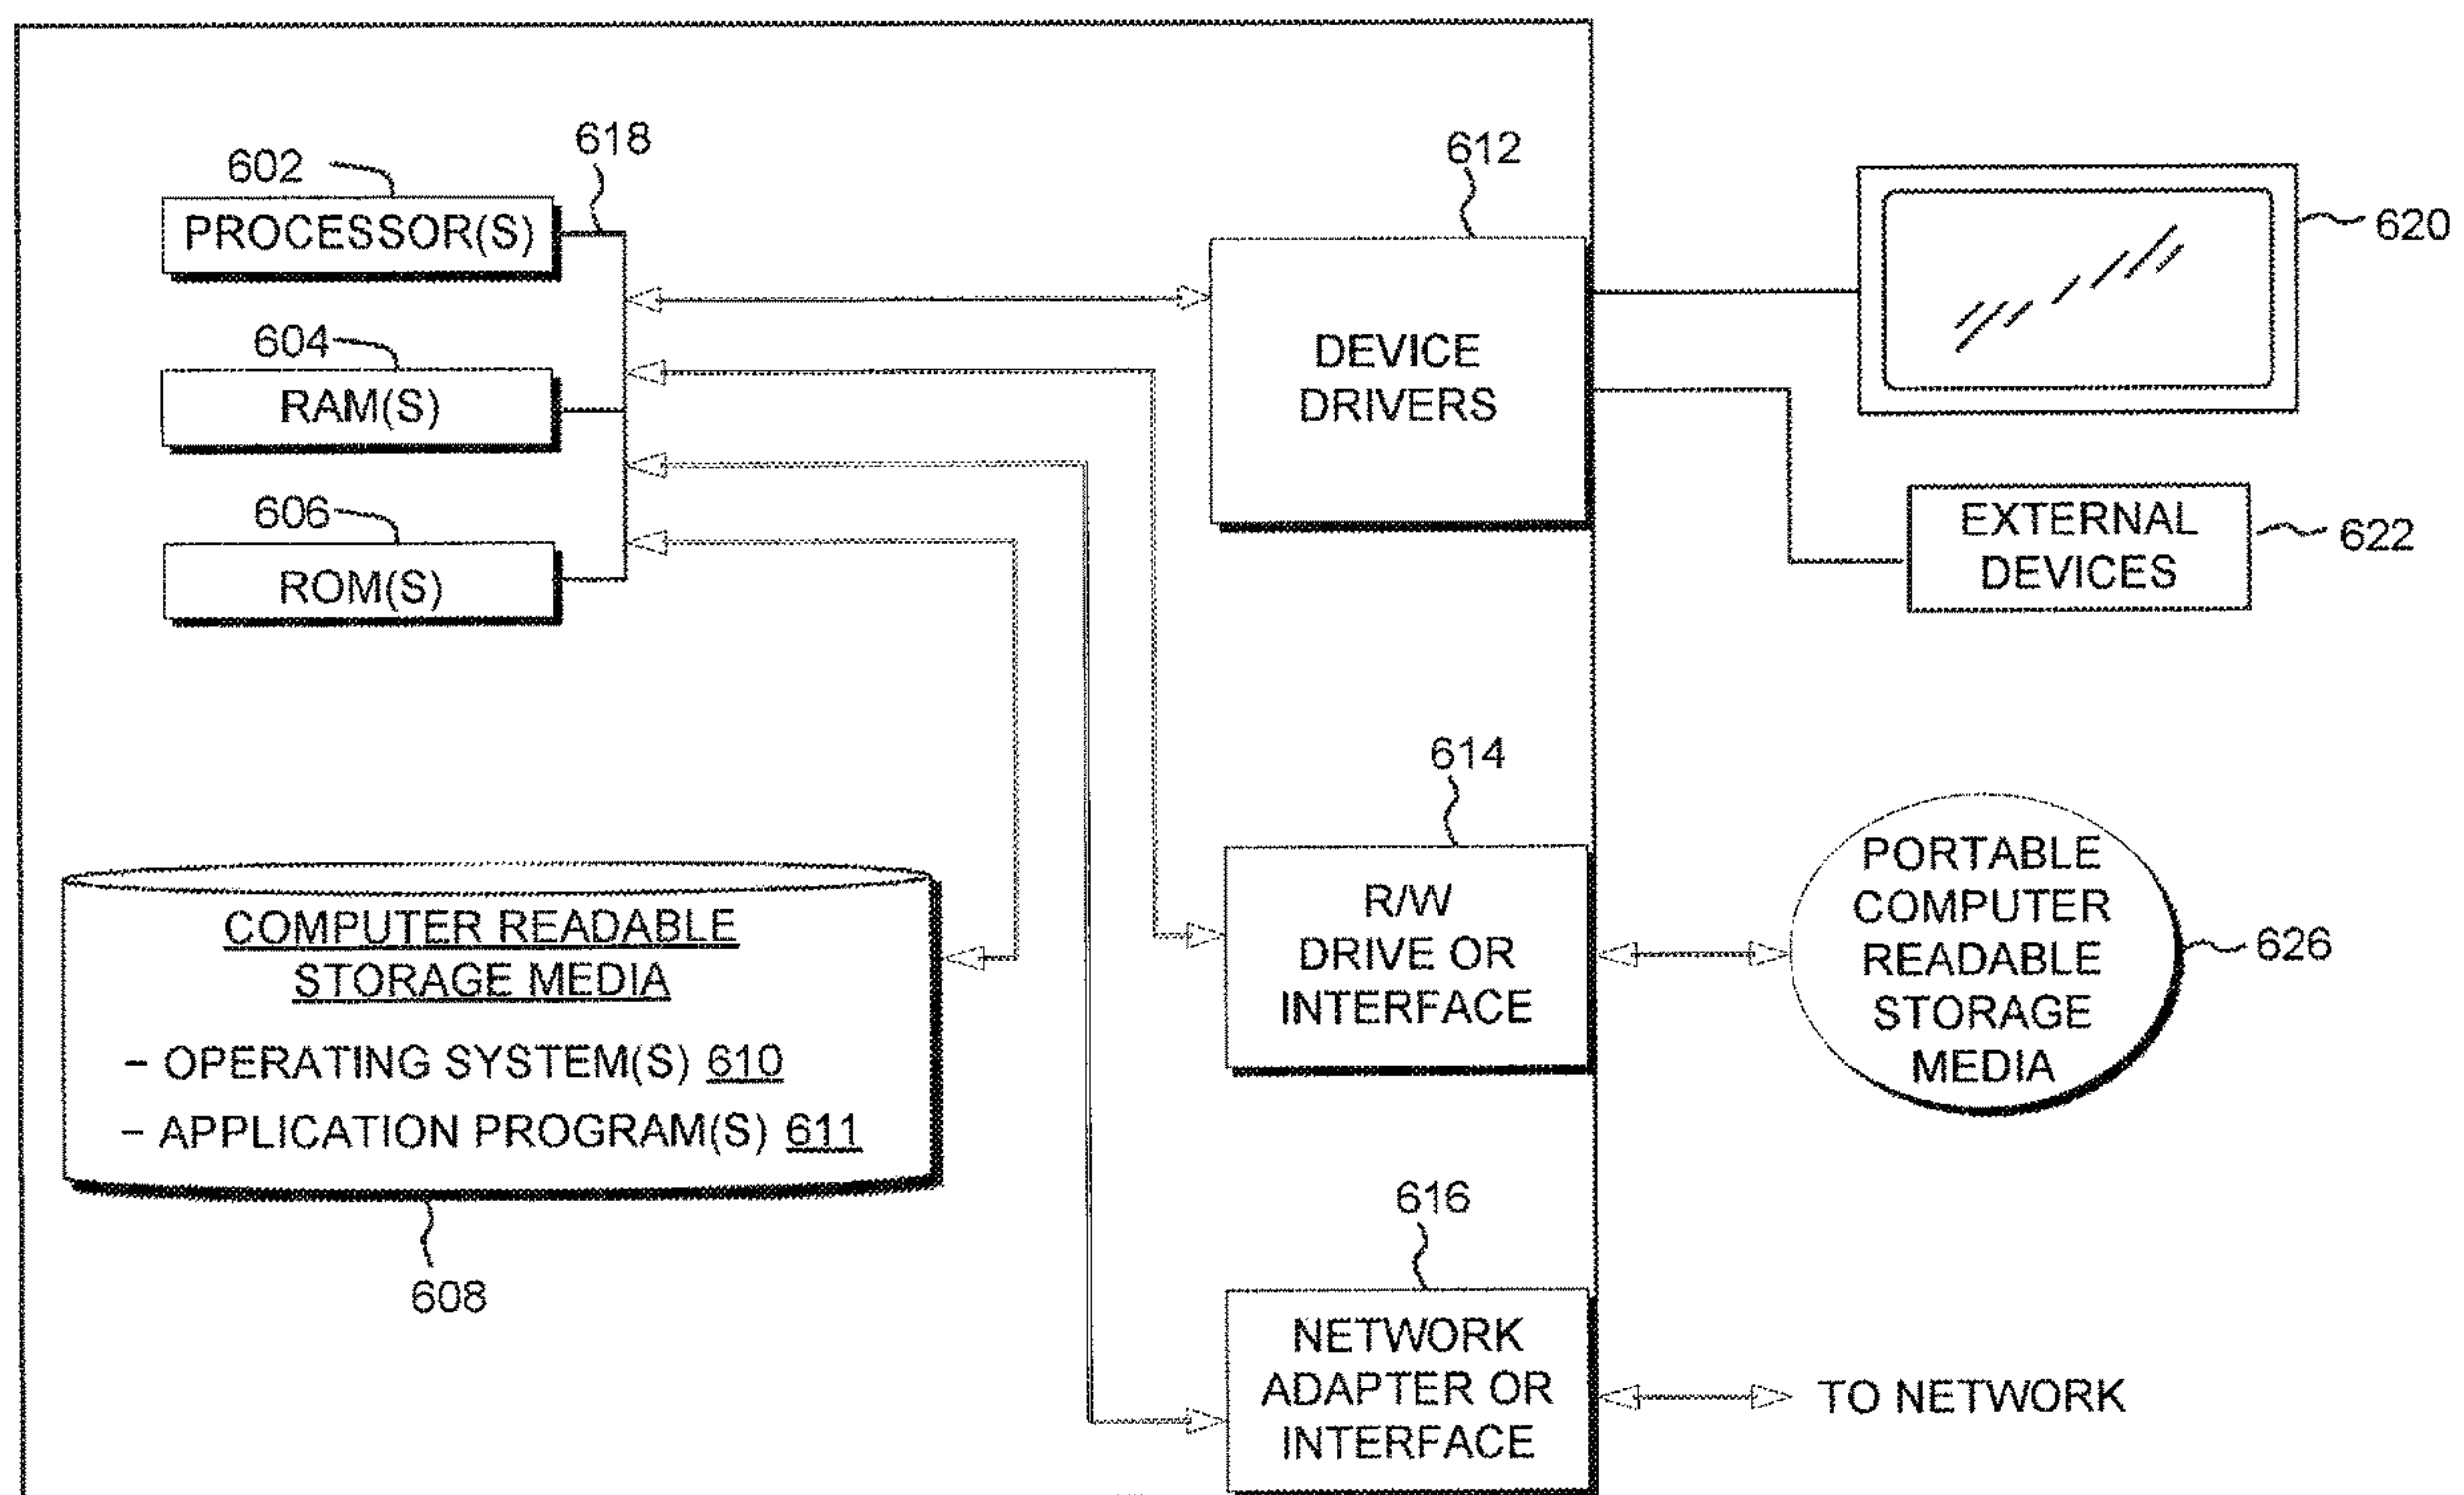 602
618
PROCESSOR(S)
604
RAM(S)
606
ROM(S)
612
DEVICE
DRIVERS
620
EXTERNAL
DEVICES
622
614
R/W
DRIVE OR
INTERFACE
PORTABLE
COMPUTER
READABLE
STORAGE
MEDIA
626
COMPUTER READABLE
STORAGE MEDIA
– OPERATING SYSTEM(S) 610
– APPLICATION PROGRAM(S) 611
608
616
NETWORK
ADAPTER OR
INTERFACE
TO NETWORK